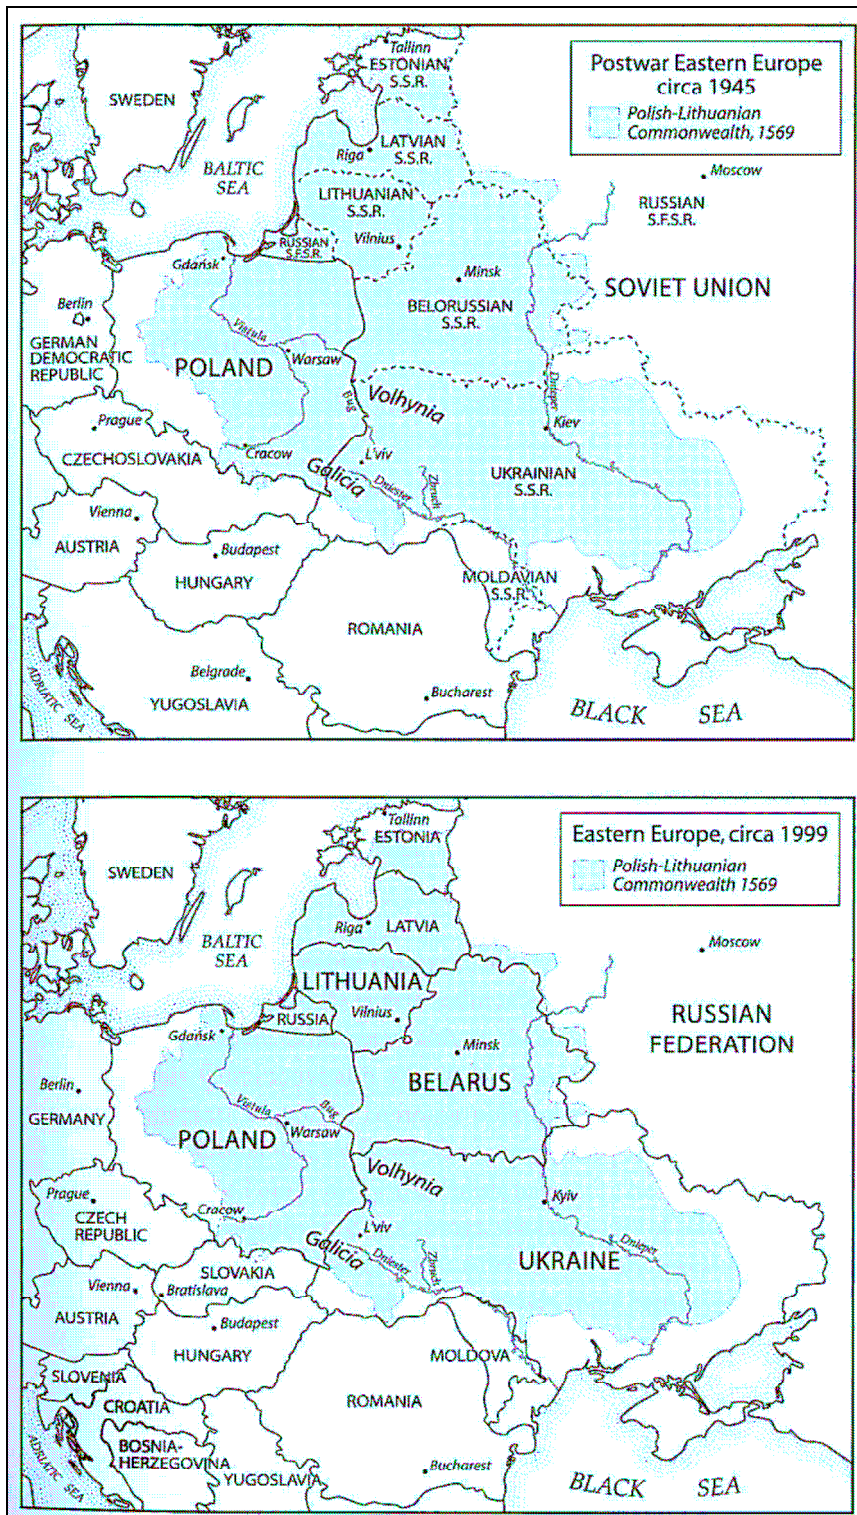 Tallinn
ESTONIAN
S.S.R.
Postwar Eastern Europe
circa 1945
Polish-Lithuanian
Commonwealth, 1569
SWEDEN
BALTIC
SEA
Riga
LATVIAN
S.S.R.
Moscow
RUSSIAN
S.F.S.R.
LITHUANIAN
S.S.R.
Vilnius
RUSSIAN
S.F.S.R.
Gdańsk
Minsk
SOVIET UNION
BELORUSSIAN
S.S.R.
Berlin
GERMAN
DEMOCRATIC
REPUBLIC
Vistula
Warsaw
POLAND
Bug
Volhynia
Dnieper
Kiev
Prague
CZECHOSLOVAKIA
Cracow
L'viv
Galicia
Dniester
Zbruch
UKRAINIAN
S.S.R.
Vienna
AUSTRIA
Budapest
HUNGARY
MOLDAVIAN
S.S.R.
ROMANIA
Belgrade
YUGOSLAVIA
ADRIATIC SEA
Bucharest
BLACK SEA
Tallinn
ESTONIA
Eastern Europe, circa 1999
Polish-Lithuanian
Commonwealth 1569
SWEDEN
BALTIC
SEA
Riga
LATVIA
Moscow
LITHUANIA
RUSSIA
Vilnius
Gdańsk
RUSSIAN
FEDERATION
Minsk
BELARUS
Berlin
GERMANY
Vistula
Bug
Warsaw
POLAND
Volhynia
Prague
CZECH
REPUBLIC
Cracow
Kyiv
L'viv
Galicia
Dniester
Zbruch
Dnieper
UKRAINE
SLOVAKIA
Vienna
Bratislava
AUSTRIA
Budapest
HUNGARY
MOLDOVA
SLOVENIA
CROATIA
ROMANIA
BOSNIA-
HERZEGOVINA
YUGOSLAVIA
ADRIATIC SEA
Bucharest
BLACK SEA